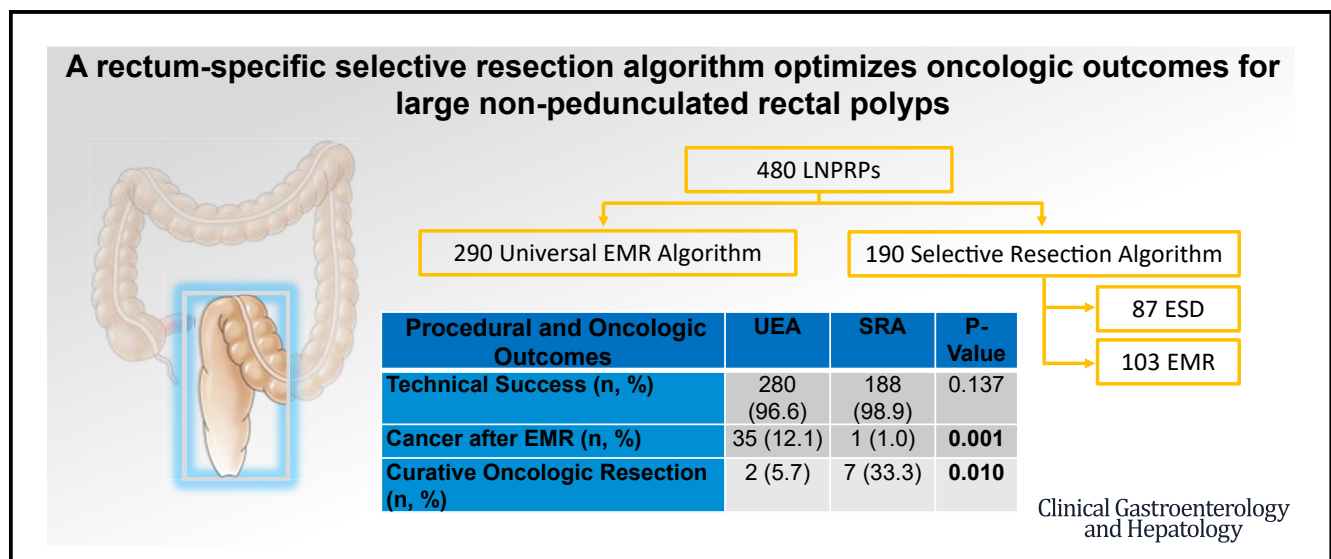 A rectum-specific selective resection algorithm optimizes oncologic outcomes for
large non-pedunculated rectal polyps
480 LNPRPs
290 Universal EMR Algorithm
190 Selective Resection Algorithm
87 ESD
103 EMR
Procedural and Oncologic
Outcomes
UEA
SRA
P-
Value
Technical Success (n, %)
280
(96.6)
188
(98.9)
0.137
Cancer after EMR (n, %)
35 (12.1)
1 (1.0)
0.001
Curative Oncologic Resection
(n, %)
2 (5.7)
7 (33.3)
0.010
Clinical Gastroenterology
and Hepatology